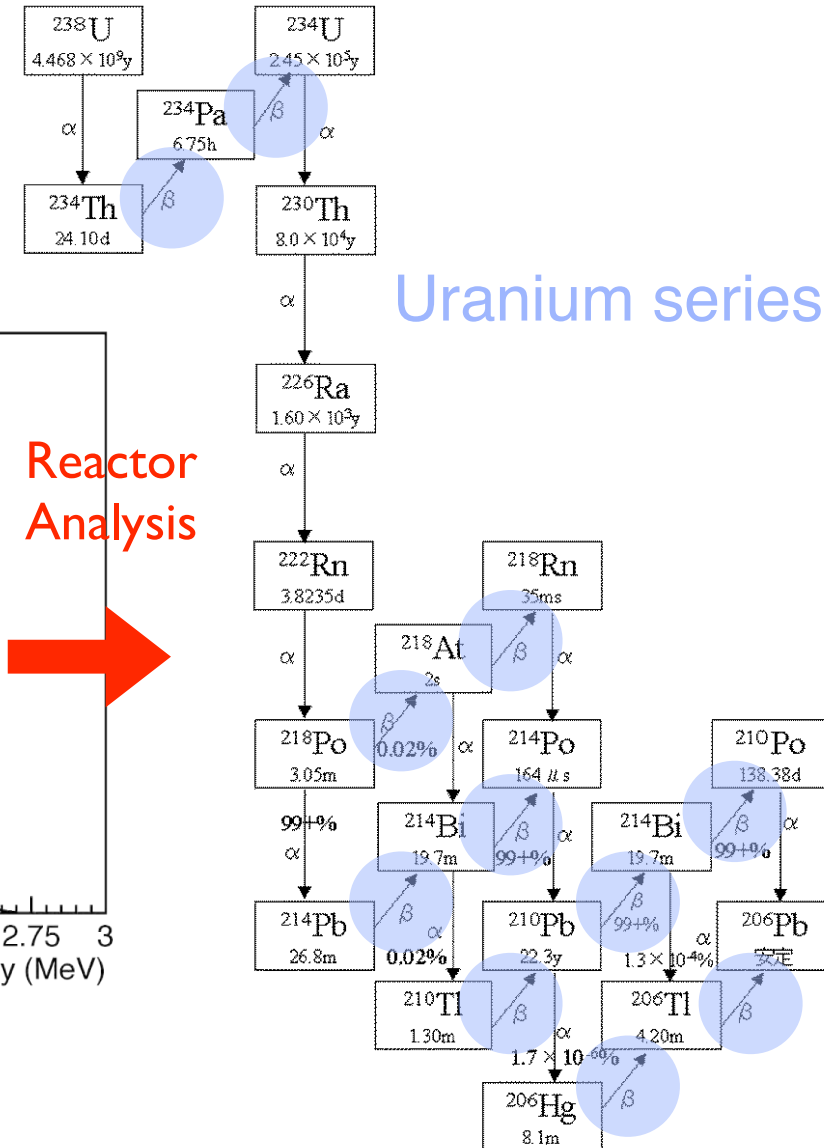 ²³⁸U
4.468 × 10⁹y
²³⁴U
2.45 × 10⁵y
α
β
²³⁴Pa
6.75h
α
²³⁴Th
24.10d
β
²³⁰Th
8.0 × 10⁴y
α
Uranium series
²²⁶Ra
1.60 × 10³y
Reactor
Analysis
α
²²²Rn
3.8235d
²¹⁸Rn
35ms
α
²¹⁸At
2s
β
α
²¹⁸Po
3.05m
β
0.02%
α
²¹⁴Po
164 μs
²¹⁰Po
138.38d
99+%
α
²¹⁴Bi
19.7m
β
99+%
α
²¹⁴Bi
19.7m
β
99+%
α
²¹⁴Pb
26.8m
β
α
0.02%
²¹⁰Pb
22.3y
β
99+%
α
1.3 × 10⁻⁴%
²⁰⁶Pb
安定
2.75 3
y (MeV)
²¹⁰Tl
1.30m
β
α
1.7 × 10⁻⁶%
²⁰⁶Tl
4.20m
β
²⁰⁶Hg
8.1m
β